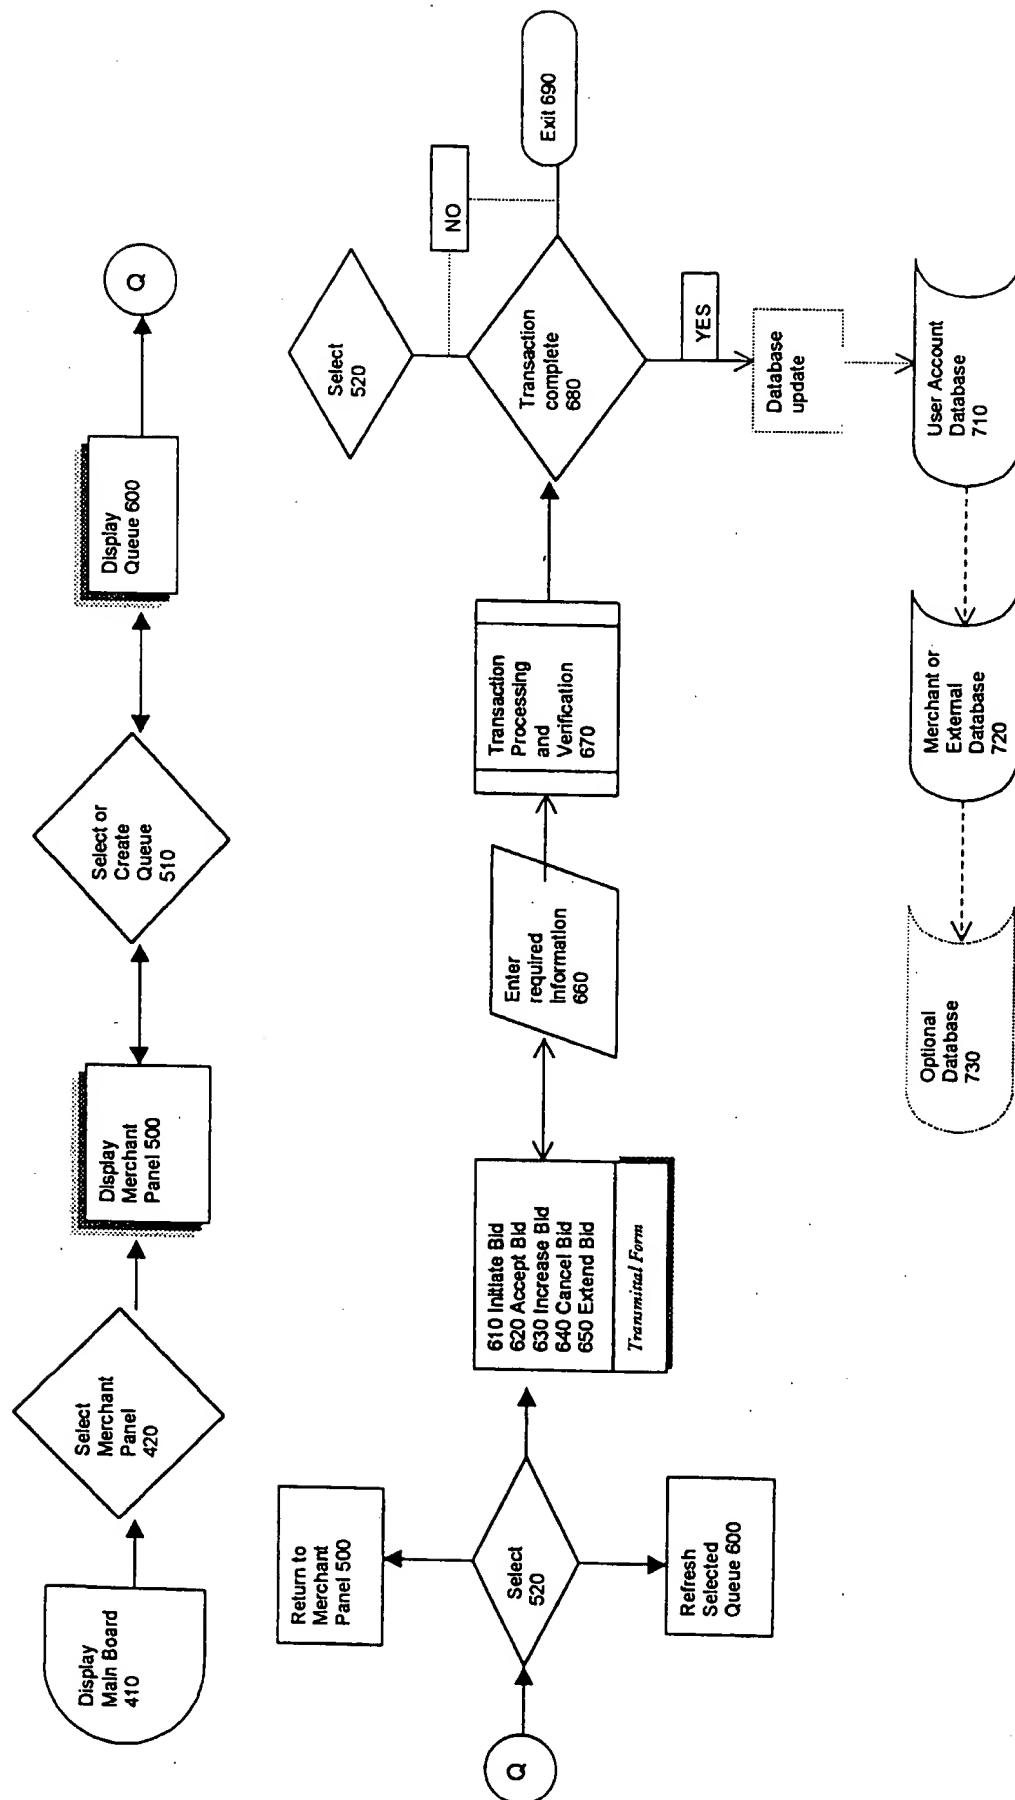 Display
Main Board
410
Select
Merchant
Panel
420
Display
Merchant
Panel 500
Select or
Create
Queue
510
Display
Queue 600
Q
Q
Select
520
Return to
Merchant
Panel 500
Refresh
Selected
Queue 600
610 Initiate Bid
620 Accept Bid
630 Increase Bid
640 Cancel Bid
650 Extend Bid
Transmittal Form
Enter
required
Information
660
Transaction
Processing
and
Verification
670
Transaction
complete
680
Select
520
NO
Exit 690
YES
Database
update
User Account
Database
710
Merchant or
External
Database
720
Optional
Database
730